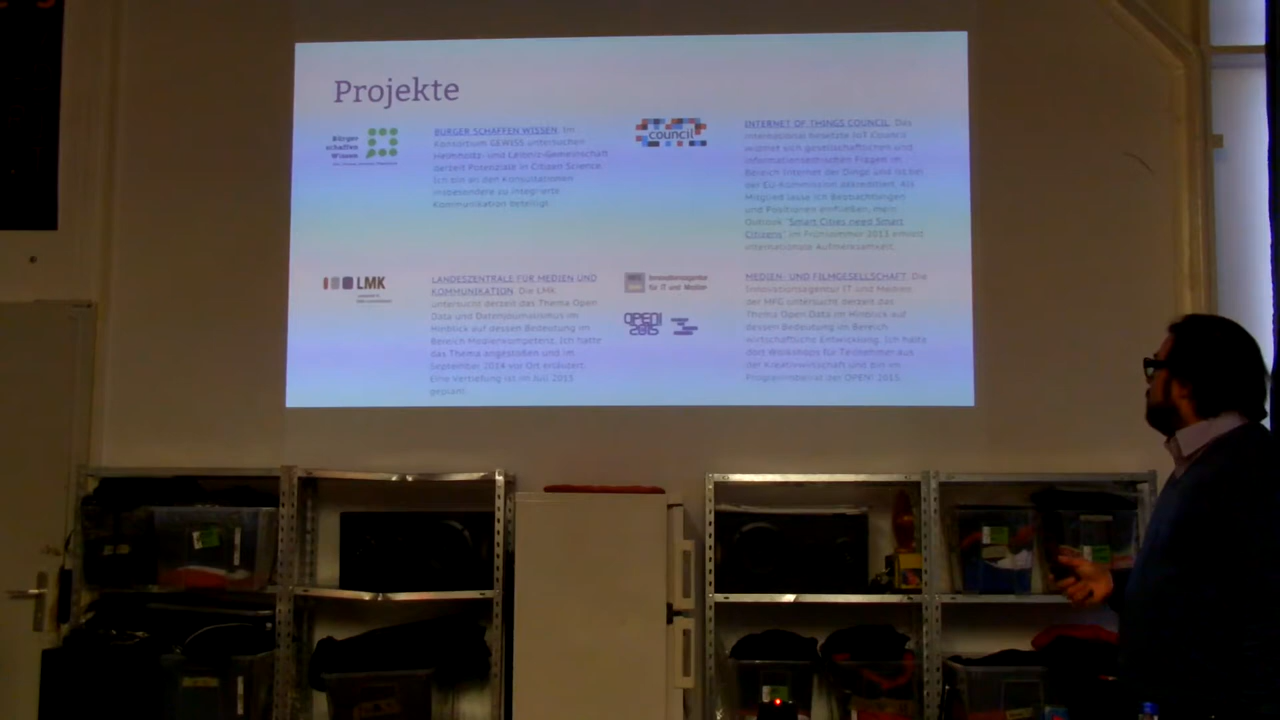 Projekte
Bürger
schaffen
Wissen
BÜRGER SCHAFFEN WISSEN. Im
Konsortium GEWISS untersuchen
Helmholtz- und Leibniz-Gemeinschaft
derzeit Potenziale in Citizen Science.
Ich bin an den Konsultationen
insbesondere zu integrierte
Kommunikation beteiligt.
council
INTERNET OF THINGS COUNCIL. Das
international besetzte IoT Council
widmet sich gesellschaftlichen und
informationsethischen Fragen im
Bereich Internet der Dinge und ist bei
der EU-Kommission akkreditiert. Als
Mitglied lasse ich Beobachtungen
und Positionen einfließen, mein
Outlook "Smart Cities need Smart
Citizens" im Frühsommer 2013 erhielt
internationale Aufmerksamkeit.
LMK
LANDESZENTRALE FÜR MEDIEN UND
KOMMUNIKATION. Die LMK
untersucht derzeit das Thema Open
Data und Datenjournalismus im
Hinblick auf dessen Bedeutung im
Bereich Medienkompetenz. Ich hatte
das Thema angestoßen und im
September 2014 vor Ort erläutert.
Eine Vertiefung ist im Juli 2015
geplant.
Innovationsagentur
für IT und Medien
OPEN!
2015
MEDIEN- UND FILMGESELLSCHAFT. Die
Innovationsagentur IT und Medien
der MFG untersucht derzeit das
Thema Open Data im Hinblick auf
dessen Bedeutung im Bereich
wirtschaftliche Entwicklung. Ich hatte
dort Workshops für Teilnehmer aus
der Kreativwirtschaft und bin im
Programmbeirat der OPEN! 2015.